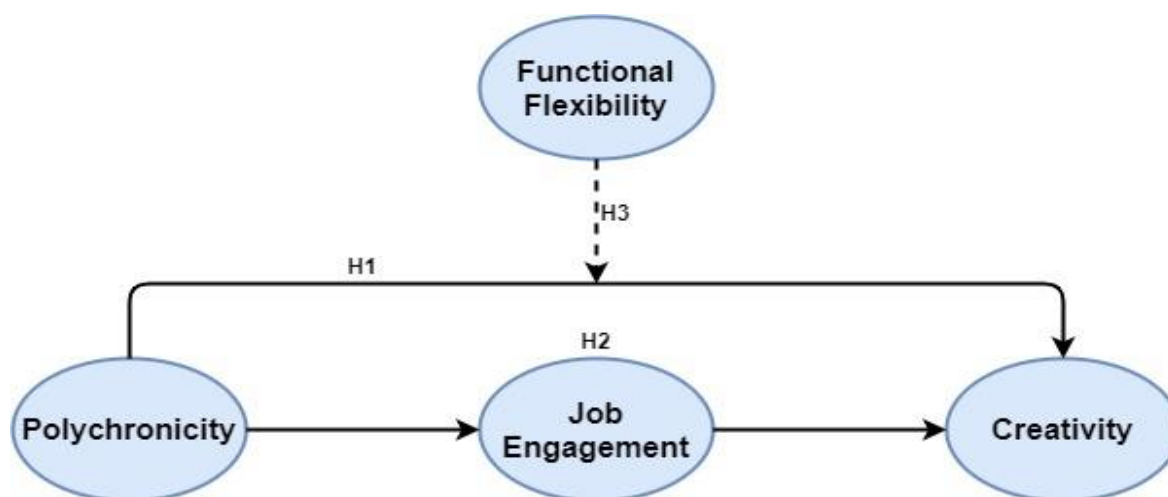 Functional
Flexibility
H3
H1
H2
Polychronicity
Job
Engagement
Creativity